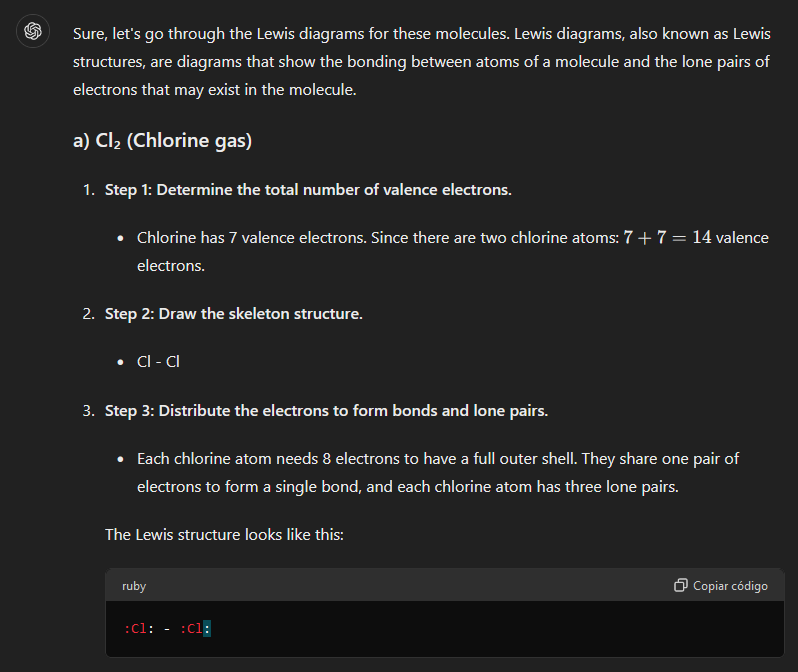 Sure, let's go through the Lewis diagrams for these molecules. Lewis diagrams, also known as Lewis
structures, are diagrams that show the bonding between atoms of a molecule and the lone pairs of
electrons that may exist in the molecule.
a) Cl₂ (Chlorine gas)
1. Step 1: Determine the total number of valence electrons.
• Chlorine has 7 valence electrons. Since there are two chlorine atoms: 7 + 7 = 14 valence
electrons.
2. Step 2: Draw the skeleton structure.
• Cl - Cl
3. Step 3: Distribute the electrons to form bonds and lone pairs.
• Each chlorine atom needs 8 electrons to have a full outer shell. They share one pair of
electrons to form a single bond, and each chlorine atom has three lone pairs.
The Lewis structure looks like this:
ruby Copiar código
:Cl: - :Cl: